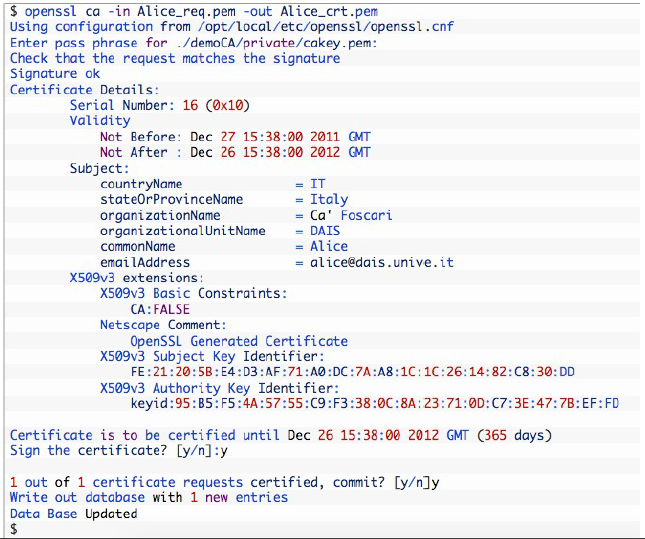 $ openssl ca -in Alice_req.pem -out Alice_crt.pem
Using configuration from /opt/local/etc/openssl/openssl.cnf
Enter pass phrase for ./demoCA/private/cakey.pem:
Check that the request matches the signature
Signature ok
Certificate Details:
Serial Number: 16 (0x10)
Validity
Not Before: Dec 27 15:38:00 2011 GMT
Not After : Dec 26 15:38:00 2012 GMT
Subject:
countryName = IT
stateOrProvinceName = Italy
organizationName = Ca' Foscari
organizationalUnitName = DAIS
commonName = Alice
emailAddress = alice@dais.unive.it
X509v3 extensions:
X509v3 Basic Constraints:
CA:FALSE
Netscape Comment:
OpenSSL Generated Certificate
X509v3 Subject Key Identifier:
FE:21:20:5B:E4:D3:AF:71:A0:DC:7A:A8:1C:1C:26:14:82:C8:30:DD
X509v3 Authority Key Identifier:
keyid:95:B5:F5:4A:57:55:C9:F3:38:0C:8A:23:71:0D:C7:3E:47:7B:EF:FD
Certificate is to be certified until Dec 26 15:38:00 2012 GMT (365 days)
Sign the certificate? [y/n]:y
1 out of 1 certificate requests certified, commit? [y/n]y
Write out database with 1 new entries
Data Base Updated
$